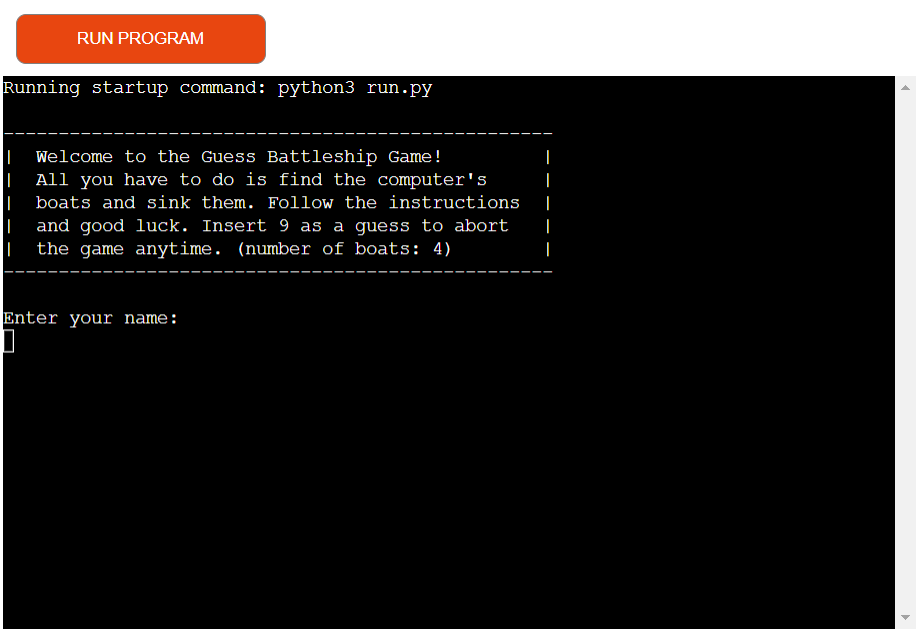 RUN PROGRAM
Running startup command: python3 run.py
--------------------------------------------------
|  Welcome to the Guess Battleship Game!         |
|  All you have to do is find the computer's     |
|  boats and sink them. Follow the instructions  |
|  and good luck. Insert 9 as a guess to abort   |
|  the game anytime. (number of boats: 4)        |
--------------------------------------------------
Enter your name: